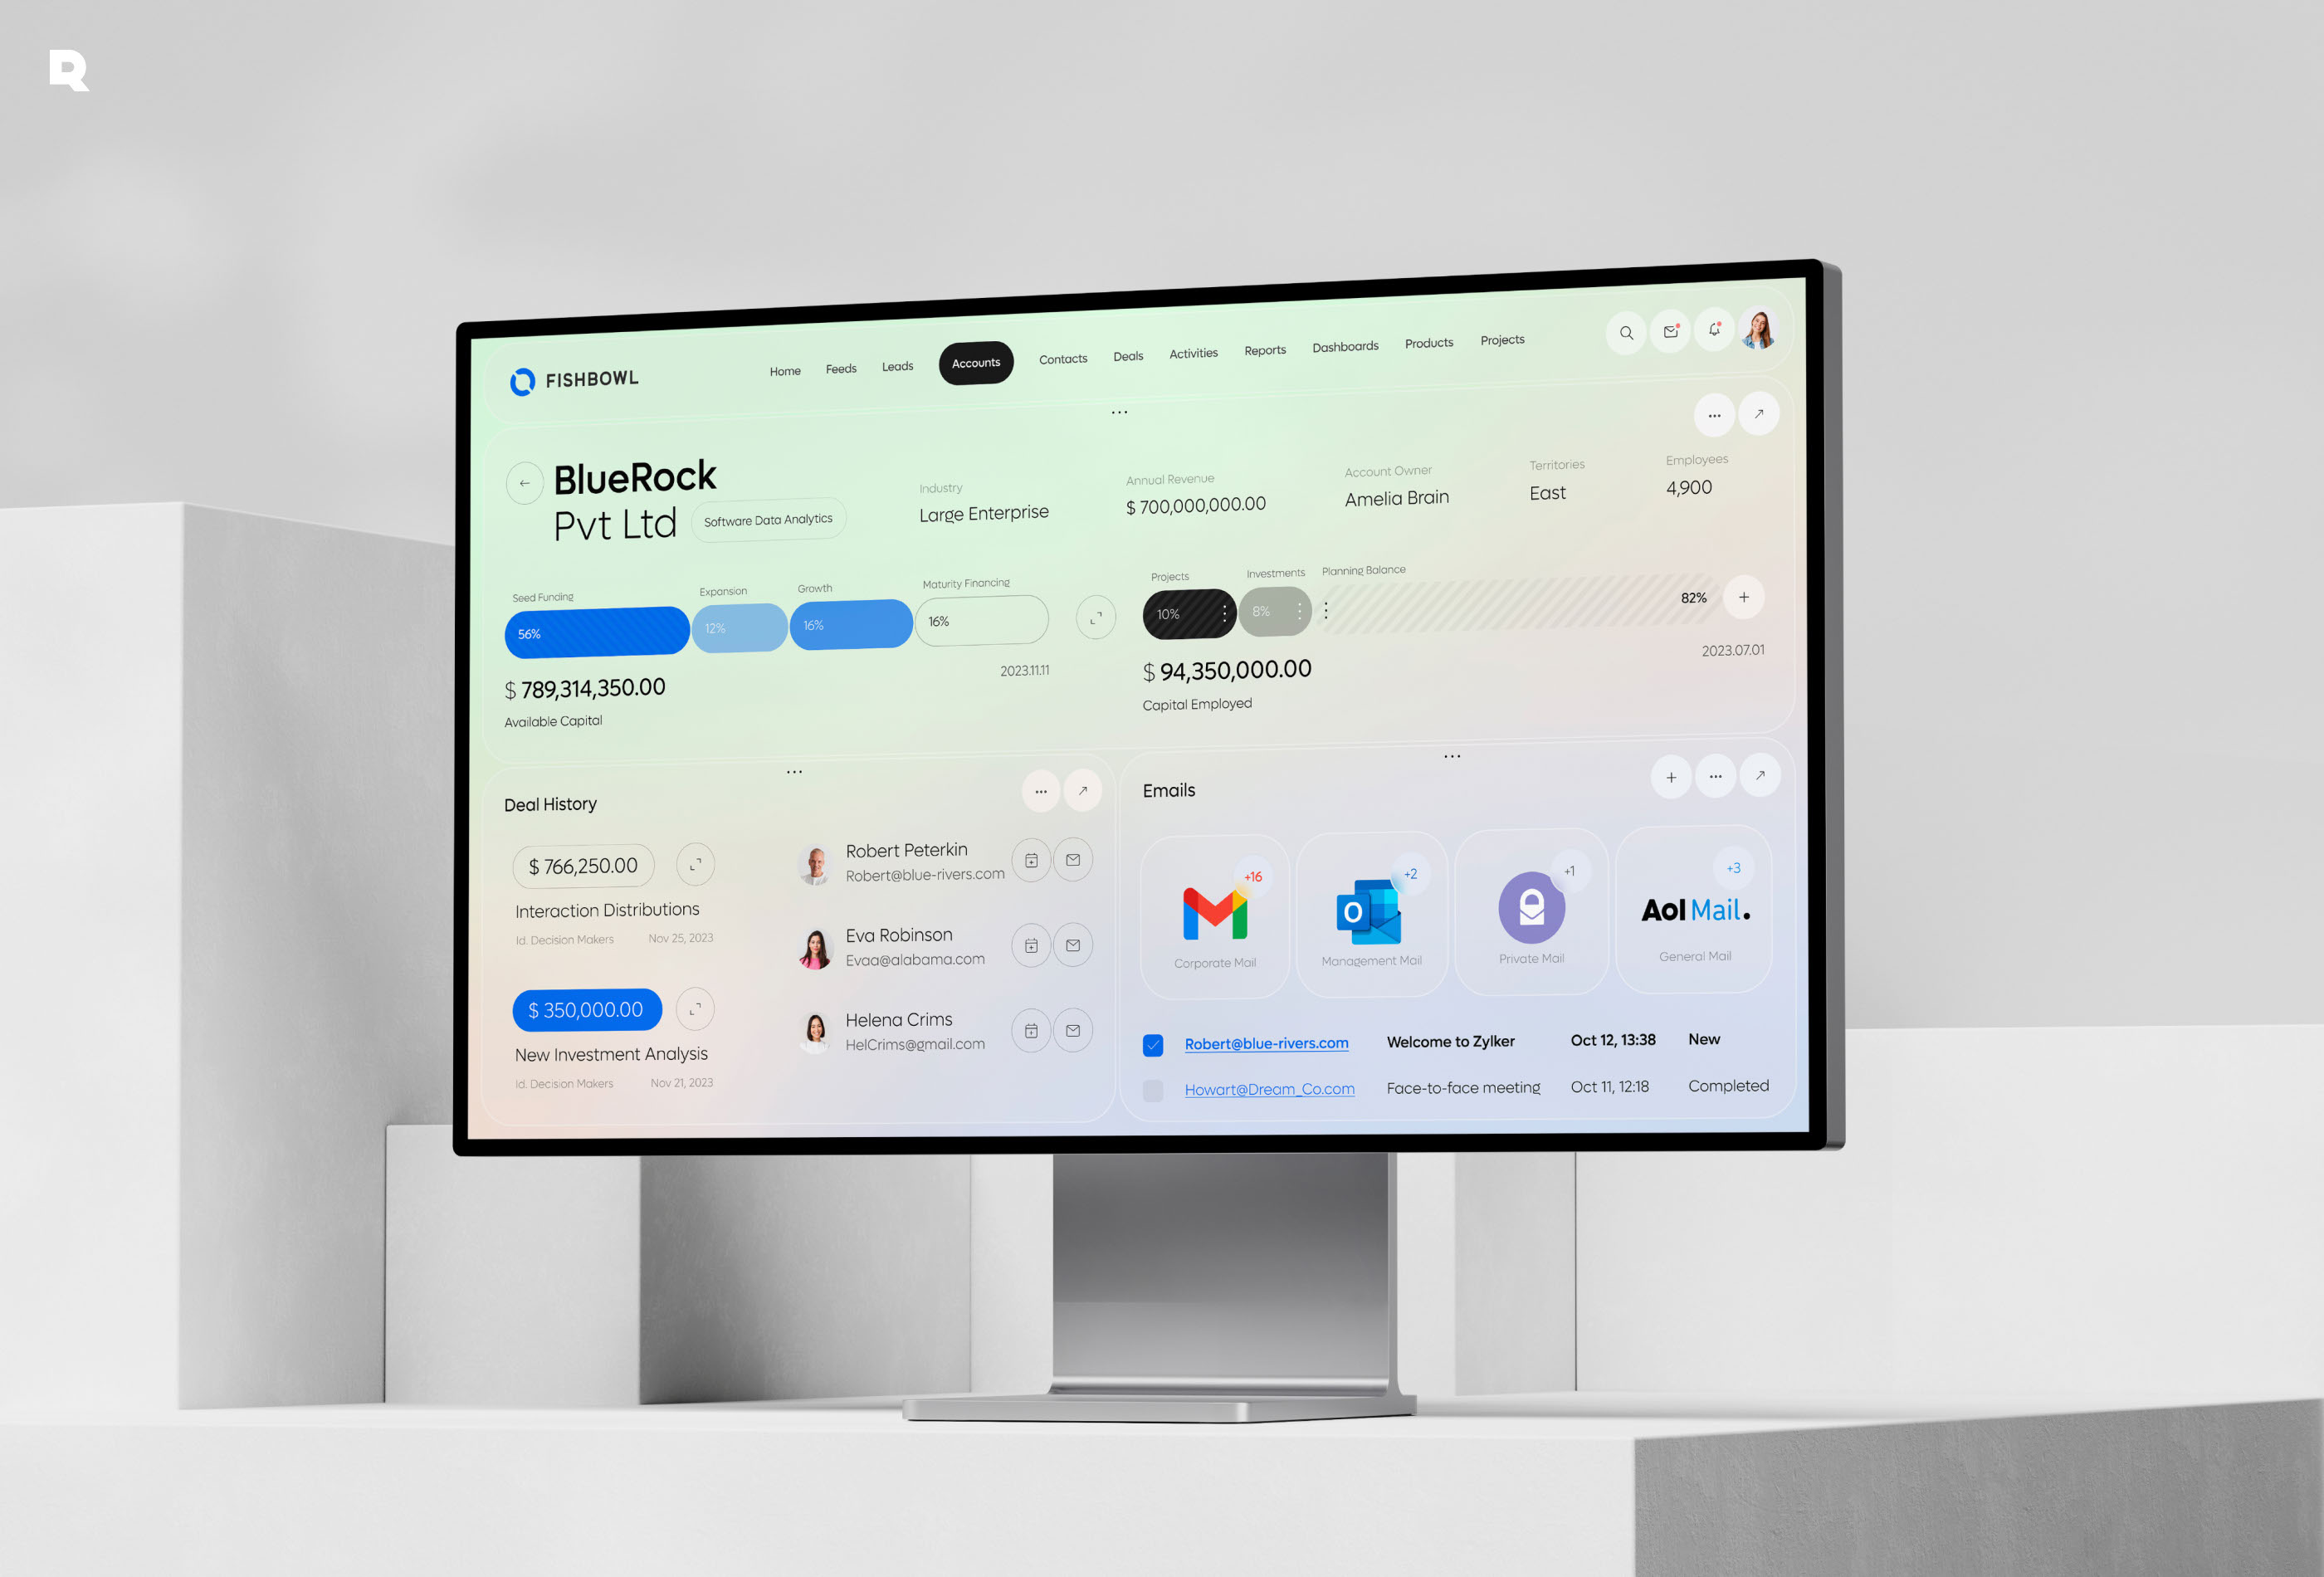 R
FISHBOWL
Home Feeds Leads Accounts Contacts Deals Activities Reports Dashboards Products Projects
BlueRock
Pvt Ltd
Software Data Analytics
Industry
Large Enterprise
Annual Revenue
$ 700,000,000.00
Account Owner
Amelia Brain
Territories
East
Employees
4,900
Seed Funding Expansion Growth Maturity Financing
56% 12% 16% 16%
2023.11.11
$ 789,314,350.00
Available Capital
Projects Investments Planning Balance
10% 8% 82%
2023.07.01
$ 94,350,000.00
Capital Employed
Deal History
$ 766,250.00
Interaction Distributions
Id. Decision Makers Nov 25, 2023
$ 350,000.00
New Investment Analysis
Id. Decision Makers Nov 21, 2023
Robert Peterkin
Robert@blue-rivers.com
Eva Robinson
Evaa@alabama.com
Helena Crims
HelCrims@gmail.com
Emails
+16
Corporate Mail
+2
O
Management Mail
+1
Private Mail
+3
Aol Mail.
General Mail
Robert@blue-rivers.com Welcome to Zylker Oct 12, 13:38 New
Howart@Dream_Co.com Face-to-face meeting Oct 11, 12:18 Completed